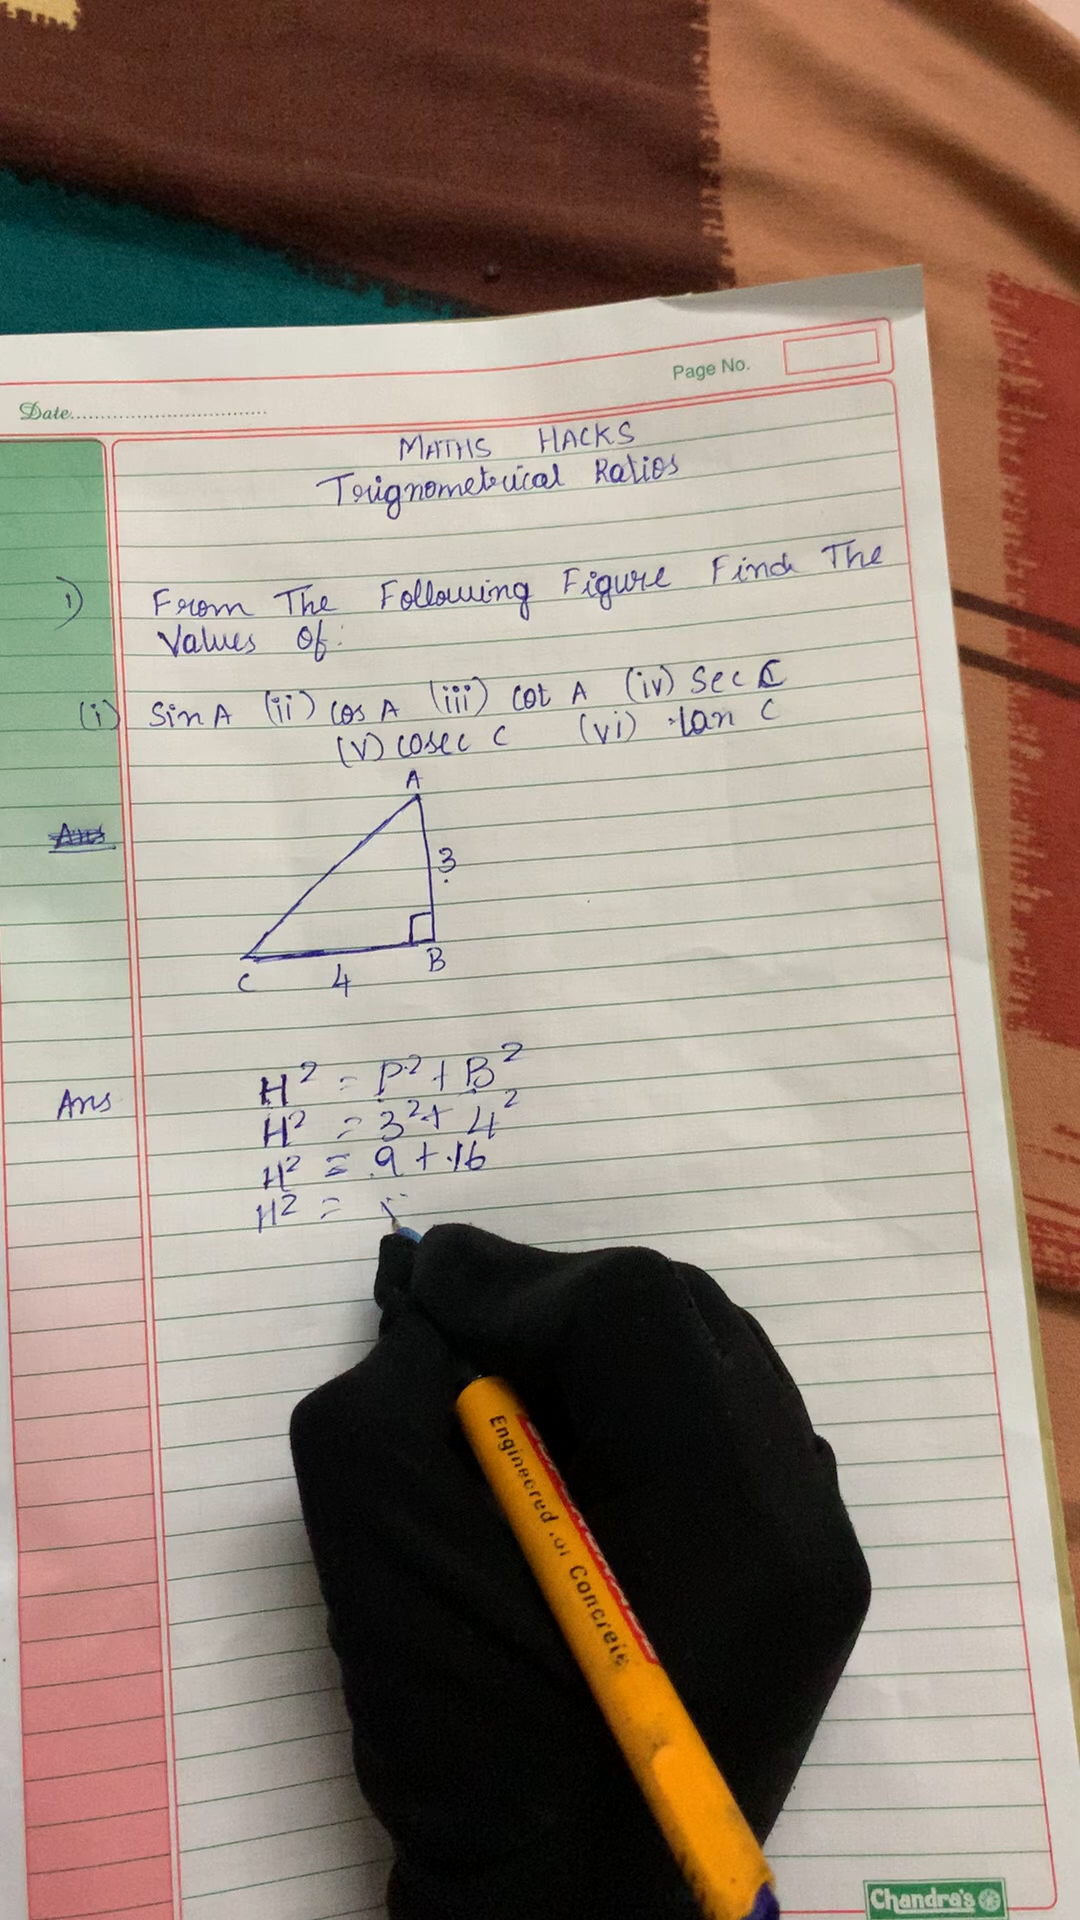 Page No.
Date
MATHS HACKS
Trignometrical Ratios
1) From The Following Figure Find The
Values Of:
(i) Sin A (ii) cos A (iii) cot A (iv) Sec C
(v) cosec C (vi) tan C
A
Ans
3
C 4 B
Ans H² = P² + B²
H² = 3² + 4²
H² = 9 + 16
H² =
Engineered for Concrete
Chandra's